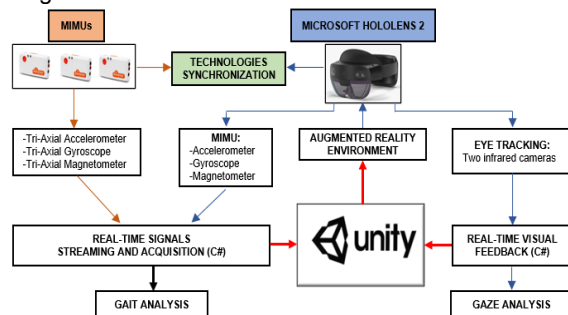 MIMUs
MICROSOFT HOLOLENS 2
TECHNOLOGIES
SYNCHRONIZATION
-Tri-Axial Accelerometer
-Tri-Axial Gyroscope
-Tri-Axial Magnetometer
MIMU:
-Accelerometer
-Gyroscope
-Magnetometer
AUGMENTED REALITY
ENVIRONMENT
EYE TRACKING:
Two infrared cameras
REAL-TIME SIGNALS
STREAMING AND ACQUISITION (C#)
unity
REAL-TIME VISUAL
FEEDBACK (C#)
GAIT ANALYSIS
GAZE ANALYSIS